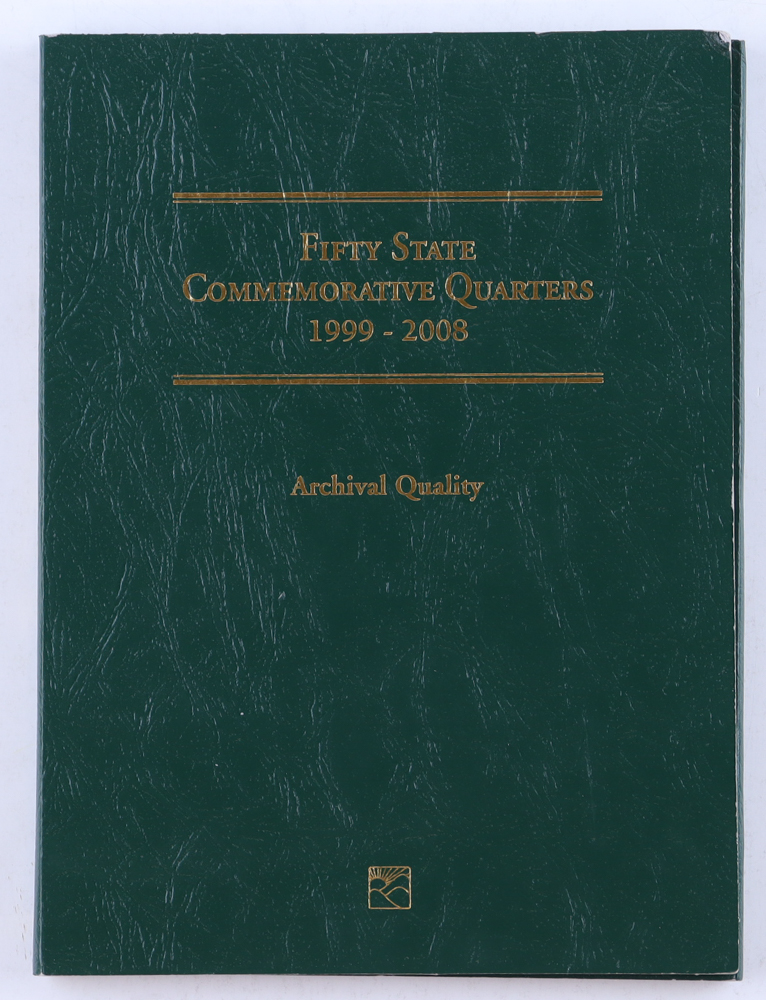 Fifty State
Commemorative Quarters
1999 - 2008
Archival Quality